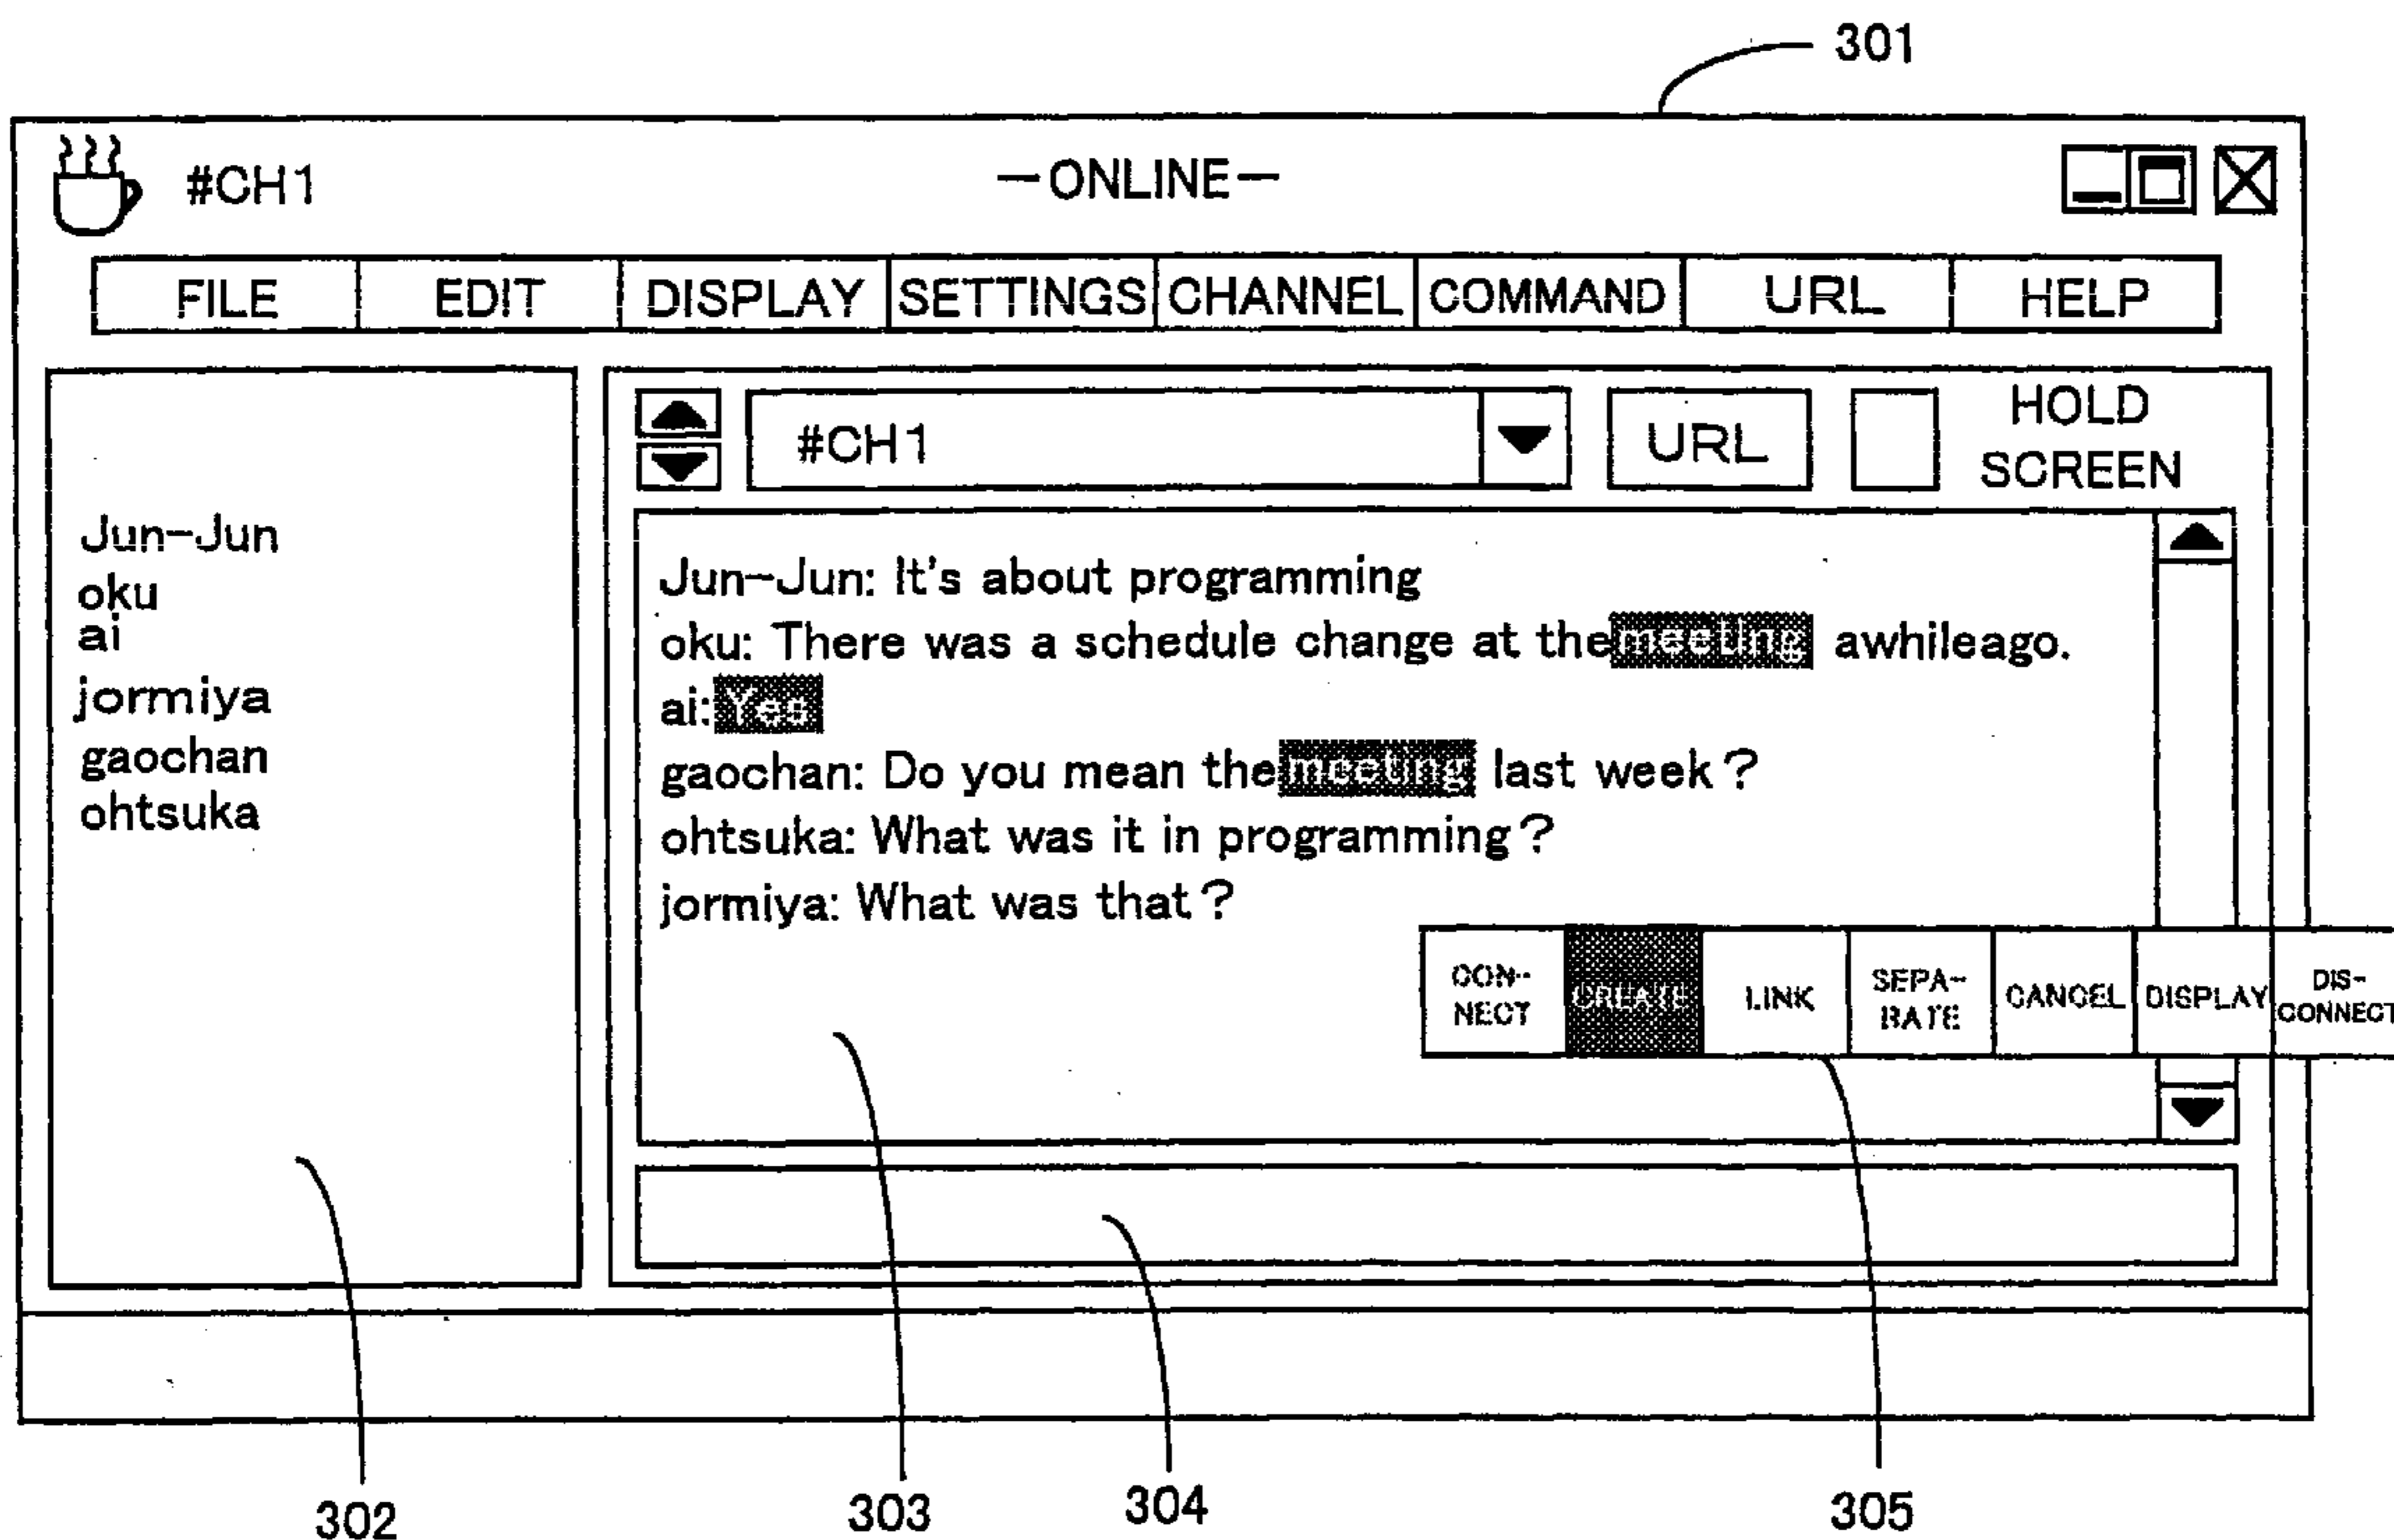 301
#CH1 —ONLINE—
FILE EDIT DISPLAY SETTINGS CHANNEL COMMAND URL HELP
#CH1 URL HOLD SCREEN
Jun-Jun
oku
ai
jormiya
gaochan
ohtsuka
Jun-Jun: It's about programming
oku: There was a schedule change at the meeting awhileago.
ai: Yes
gaochan: Do you mean the meeting last week?
ohtsuka: What was it in programming?
jormiya: What was that?
CON-
NECT
CREATE
LINK
SEPA-
RATE
CANCEL
DISPLAY
DIS-
CONNECT
302
303
304
305